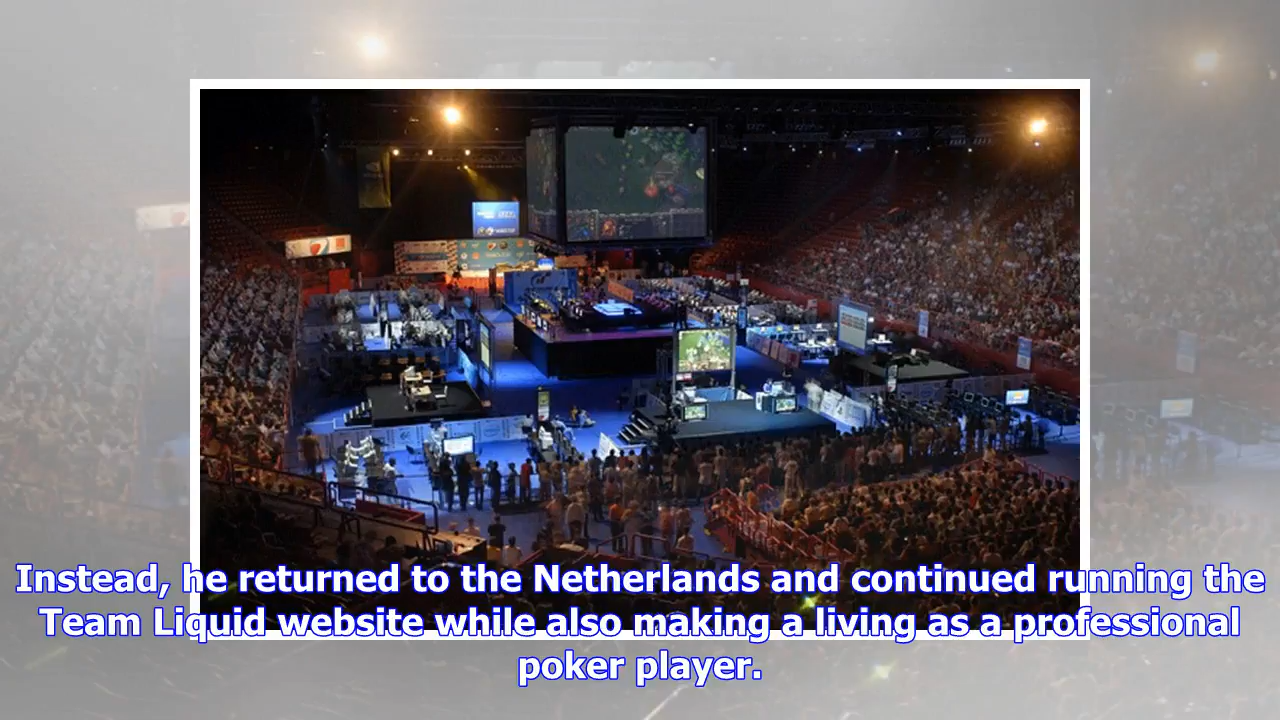 Instead, he returned to the Netherlands and continued running the
Team Liquid website while also making a living as a professional
poker player.